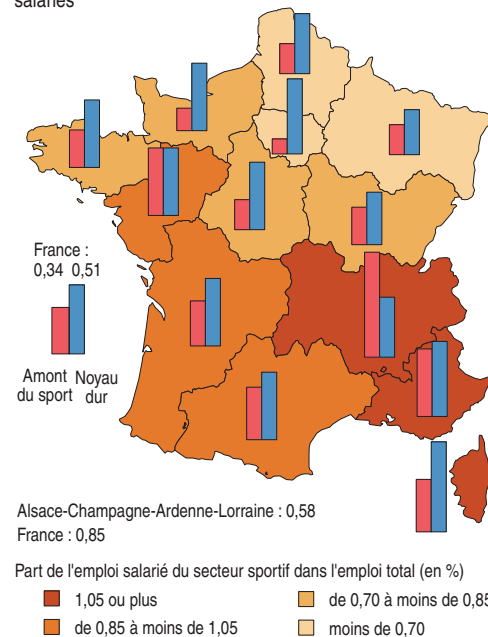 salariés
France :
0,34 0,51
Amont Noyau
du sport dur
Alsace-Champagne-Ardenne-Lorraine : 0,58
France : 0,85
Part de l'emploi salarié du secteur sportif dans l'emploi total (en %)
1,05 ou plus
de 0,70 à moins de 0,85
de 0,85 à moins de 1,05
moins de 0,70